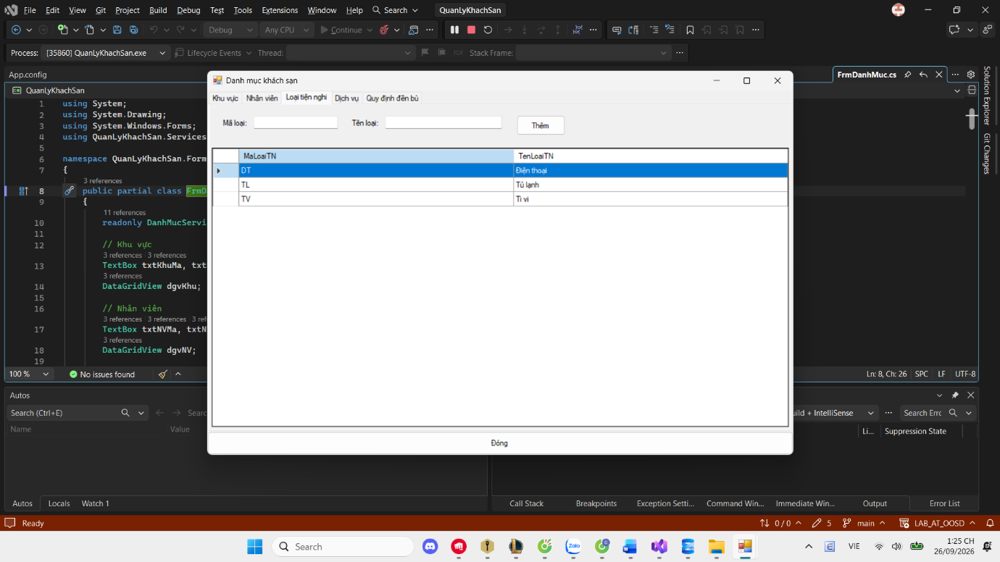 File Edit View Git Project Build Debug Test Tools Extensions Window Help Search QuanLyKhachSan
Debug Any CPU Continue
Process: [35860] QuanLyKhachSan.exe Lifecycle Events Thread: Stack Frame:
App.config
FrmDanhMuc.cs
QuanLyKhachSan
1 using System;
2 using System.Drawing;
3 using System.Windows.Forms;
4 using QuanLyKhachSan.Services
5
6 namespace QuanLyKhachSan.Form
7 {
3 references
8 public partial class FrmD
9 {
11 references
10 readonly DanhMucServi
11
12 // Khu vực
3 references | 3 references
13 TextBox txtKhuMa, txt
3 references
14 DataGridView dgvKhu;
15
16 // Nhân viên
3 references | 3 references | 3 ref
17 TextBox txtNVMa, txtN
3 references
18 DataGridView dgvNV;
19
100 % No issues found
Ln: 8, Ch: 26 SPC LF UTF-8
Danh mục khách sạn
Khu vực Nhân viên Loại tiện nghi Dịch vụ Quy định đền bù
Mã loại: Tên loại: Thêm
MaLoaiTN TenLoaiTN
DT Điện thoại
TL Tủ lạnh
TV Ti vi
Đóng
Solution Explorer
Git Changes
Autos
Search (Ctrl+E) Searc
Name Value
uild + IntelliSense Search Errc
Li... Suppression State
Autos Locals Watch 1
Call Stack Breakpoints Exception Setti... Command Win... Immediate Win... Output Error List
Ready
0 / 0 5 main LAB_AT_OOSD
Search
Zalo
0
VIE
1:25 CH
26/09/2026